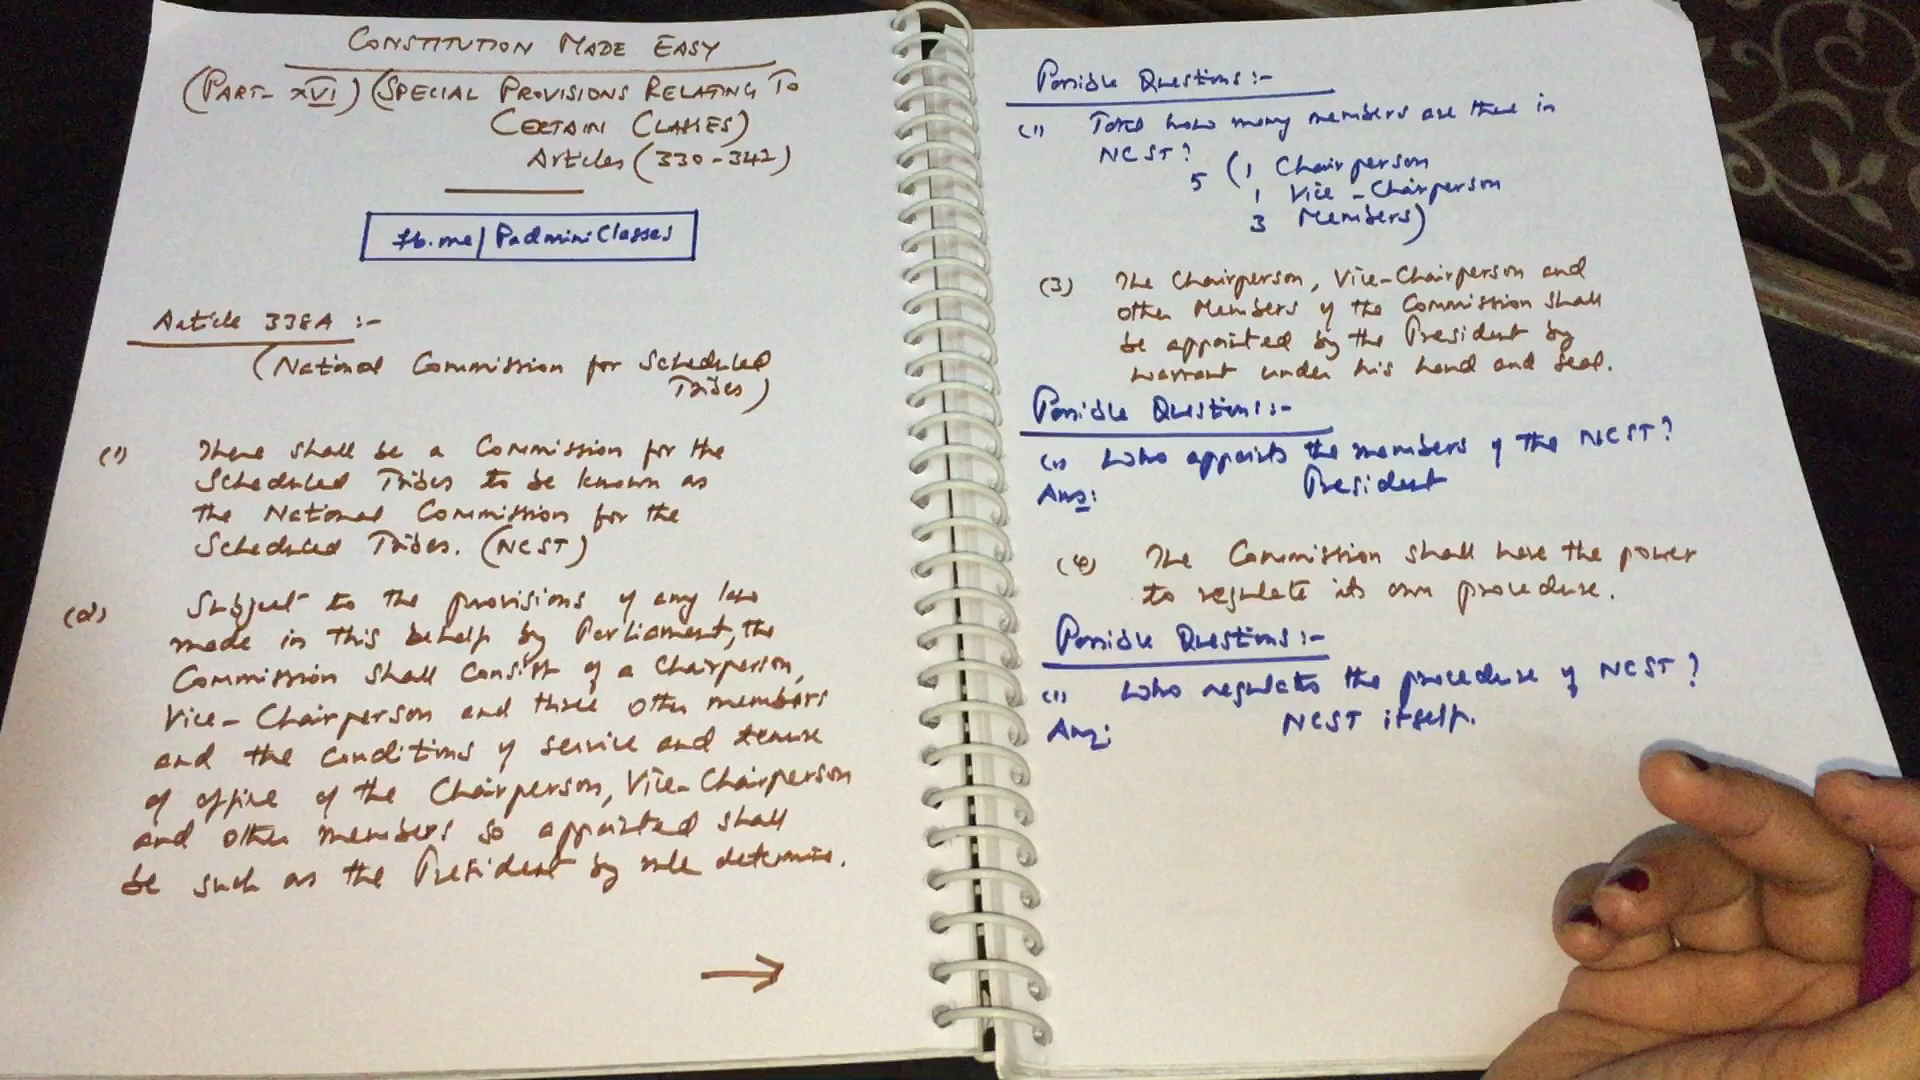 CONSTITUTION MADE EASY
(PART- XVI) (SPECIAL PROVISIONS RELATING TO
CERTAIN CLASSES)
Articles (330-342)
fb.me/PadminiClasses
Article 338A :-
(National Commission for Scheduled
Tribes)
(1) There shall be a Commission for the
Scheduled Tribes to be known as
the National Commission for the
Scheduled Tribes. (NCST)
(2) Subject to the provisions of any law
made in this behalf by Parliament, the
Commission shall consist of a Chairperson,
Vice-Chairperson and three other members
and the conditions of service and tenure
of office of the Chairperson, Vice-Chairperson
and other members so appointed shall
be such as the President by rule determine.
Possible Questions :-
(1) Total how many members are there in
NCST?
5 (1 Chairperson
1 Vice-Chairperson
3 Members)
(3) The Chairperson, Vice-Chairperson and
other Members of the Commission shall
be appointed by the President by
warrant under his hand and seal.
Possible Questions :-
(1) Who appoints the members of the NCST?
Ans: President
(4) The Commission shall have the power
to regulate its own procedure.
Possible Questions :-
(1) Who regulates the procedure of NCST?
Ans: NCST itself.